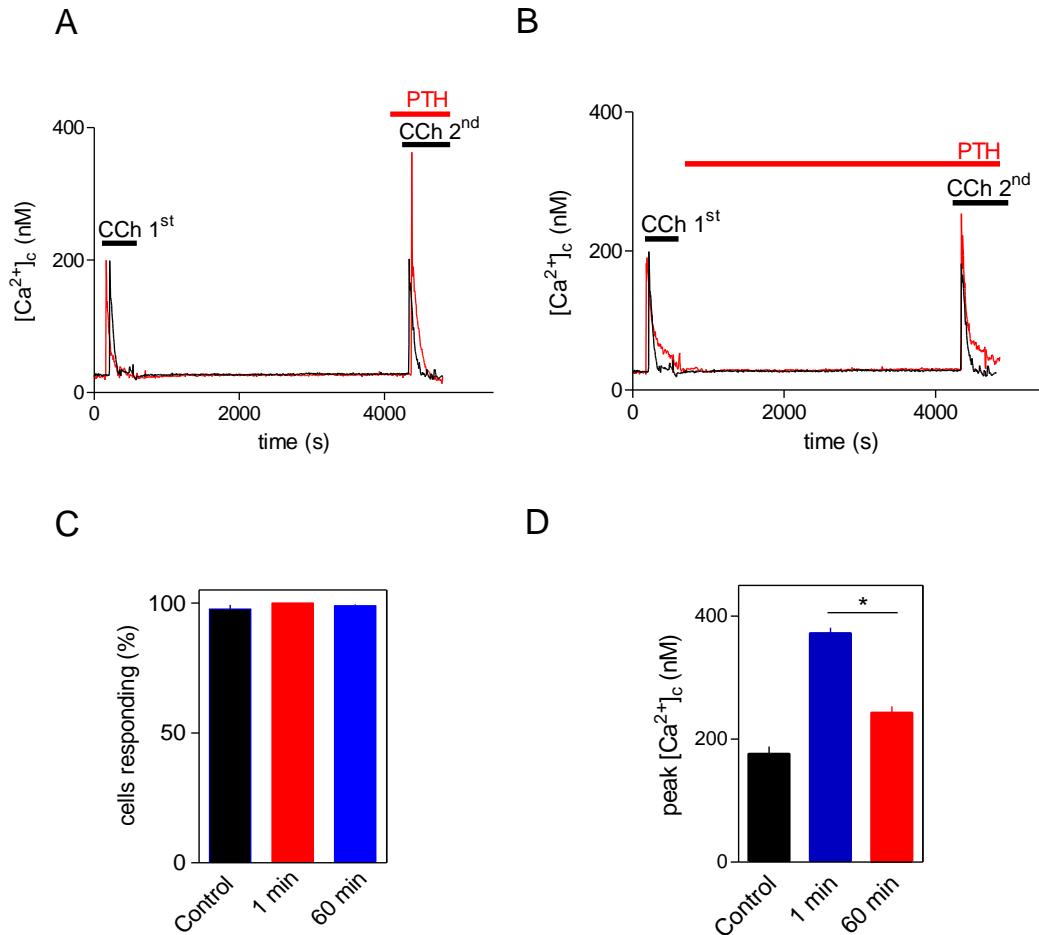 A
PTH
CCh 2nd
CCh 1st
400
200
0
[Ca2+]c (nM)
0
2000
4000
time (s)
B
PTH
CCh 2nd
CCh 1st
400
200
0
[Ca2+]c (nM)
0
2000
4000
time (s)
C
100
50
0
cells responding (%)
Control
1 min
60 min
D
*
400
200
0
peak [Ca2+]c (nM)
Control
1 min
60 min